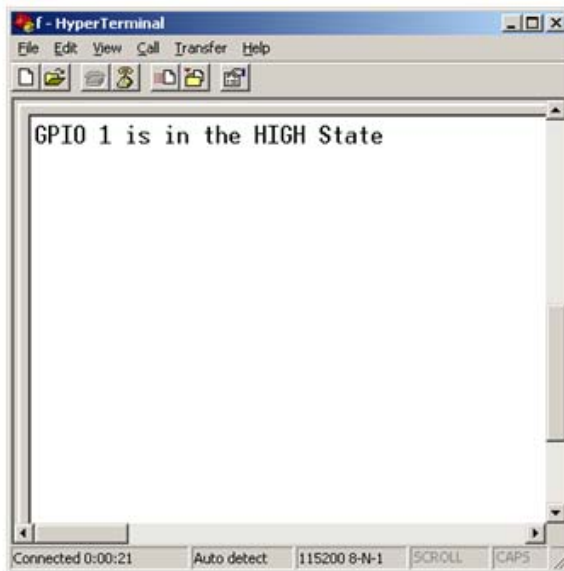 f - HyperTerminal
File Edit View Call Transfer Help
GPIO 1 is in the HIGH State
Connected 0:00:21 Auto detect 115200 8-N-1 SCROLL CAPS